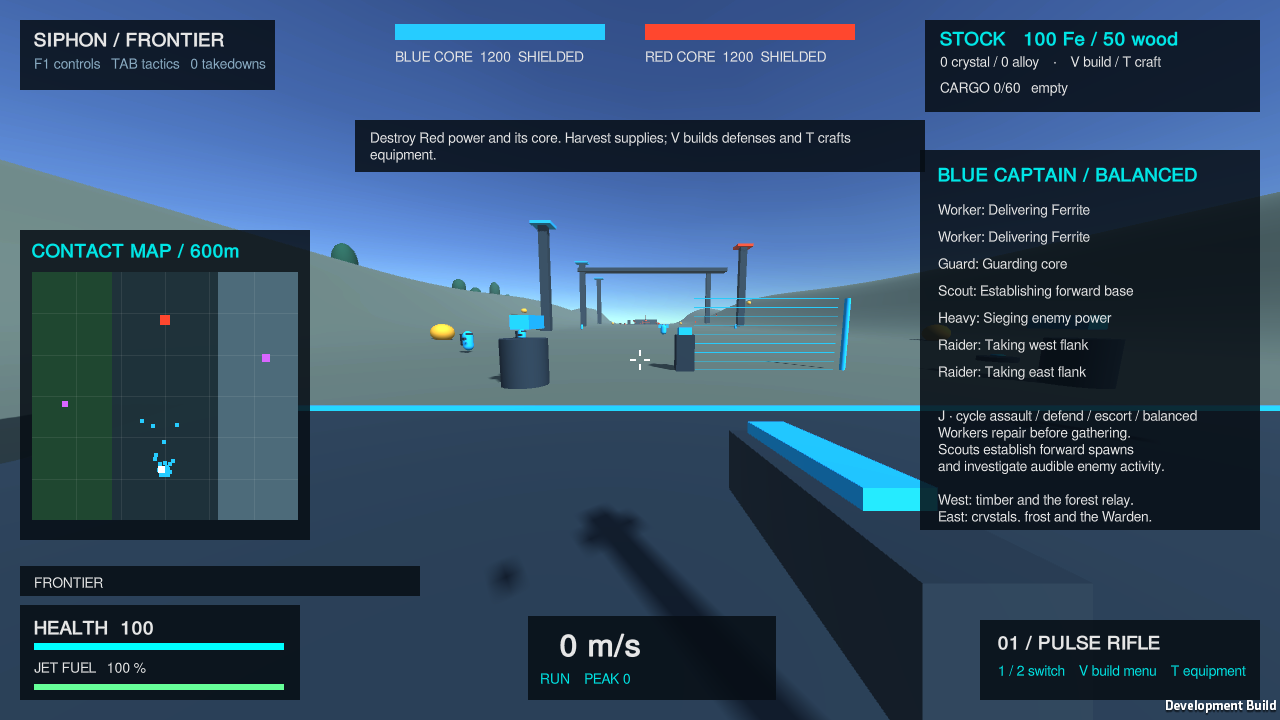 SIPHON / FRONTIER
F1 controls TAB tactics 0 takedowns
BLUE CORE 1200 SHIELDED
RED CORE 1200 SHIELDED
STOCK 100 Fe / 50 wood
0 crystal / 0 alloy · V build / T craft
CARGO 0/60 empty
Destroy Red power and its core. Harvest supplies; V builds defenses and T crafts
equipment.
BLUE CAPTAIN / BALANCED
Worker: Delivering Ferrite
Worker: Delivering Ferrite
Guard: Guarding core
Scout: Establishing forward base
Heavy: Sieging enemy power
Raider: Taking west flank
Raider: Taking east flank
J · cycle assault / defend / escort / balanced
Workers repair before gathering.
Scouts establish forward spawns
and investigate audible enemy activity.
West: timber and the forest relay.
East: crystals, frost and the Warden.
CONTACT MAP / 600m
FRONTIER
HEALTH 100
JET FUEL 100 %
0 m/s
RUN PEAK 0
01 / PULSE RIFLE
1 / 2 switch V build menu T equipment
Development Build